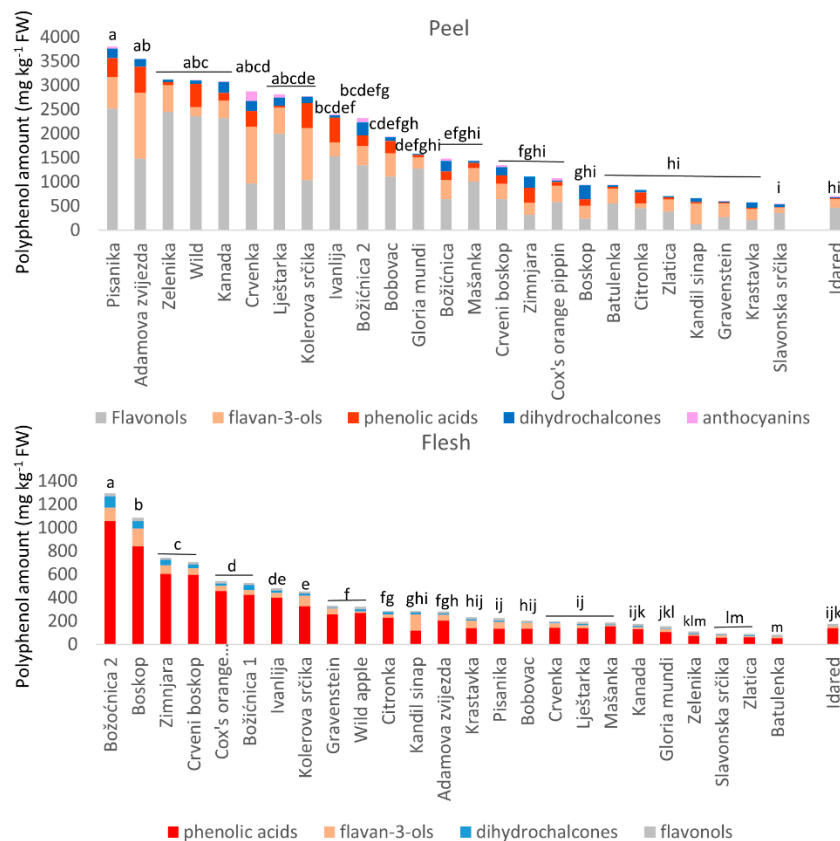 Peel
Polyphenol amount (mg kg-1 FW)
4000
3500
3000
2500
2000
1500
1000
500
0
a
ab
abc
abcd
abcde
bcdef
bcdefg
cdefgh
defghi
efghi
fghi
ghi
hi
i
hi
Pisanika
Adamova zvijezda
Zelenika
Wild
Kanada
Crvenka
Lještarka
Kolerova srčika
Ivanlija
Božićnica 2
Bobovac
Gloria mundi
Božićnica
Mašanka
Crveni boskop
Zimnjara
Cox's orange pippin
Boskop
Batulenka
Citronka
Zlatica
Kandil sinap
Gravenstein
Krastavka
Slavonska srčika
Idared
Flavonols flavan-3-ols phenolic acids dihydrochalcones anthocyanins
Flesh
Polyphenol amount (mg kg-1 FW)
1400
1200
1000
800
600
400
200
0
a
b
c
d
de
e
f
fg
ghi
fgh
hij
ij
hij
ij
ijk
jkl
klm
lm
m
ijk
Božoćnica 2
Boskop
Zimnjara
Crveni boskop
Cox's orange...
Božićnica 1
Ivanlija
Kolerova srčika
Gravenstein
Wild apple
Citronka
Kandil sinap
Adamova zvijezda
Krastavka
Pisanika
Bobovac
Crvenka
Lještarka
Mašanka
Kanada
Gloria mundi
Zelenika
Slavonska srčika
Zlatica
Batulenka
Idared
phenolic acids flavan-3-ols dihydrochalcones flavonols